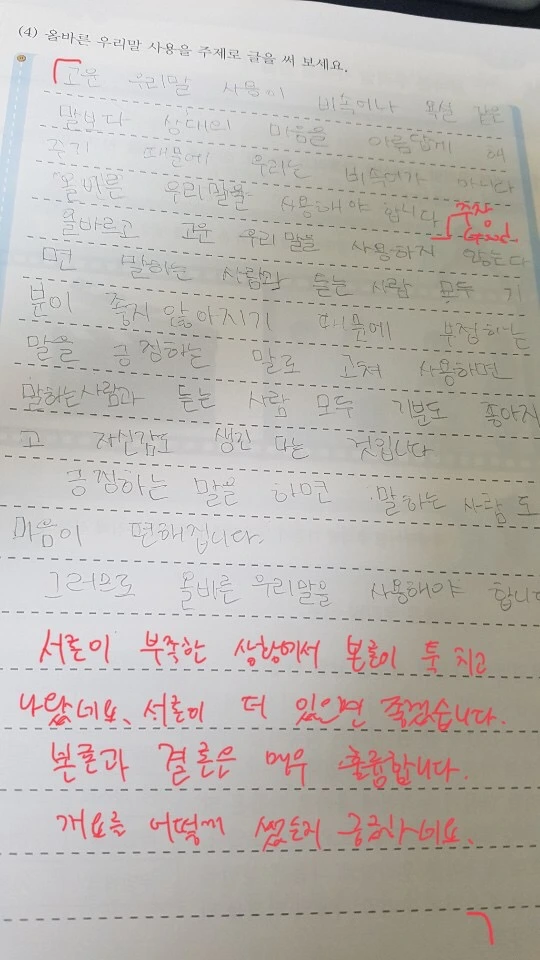 (4) 올바른 우리말 사용을 주제로 글을 써 보세요.
고운 우리말 사용이 비속어나 욕설 같은
말보다 상대의 마음을 아름답게 해
주기 때문에 우리는 비속어가 아니다
올바른 우리말을 사용해야 합니다
주장
Good
올바르고 고운 우리말을 사용하지 않는다
면 말하는 사람과 듣는 사람 모두 기
분이 좋지 않아지기 때문에 부정하는
말을 긍정하는 말로 고쳐 사용하면
말하는사람과 듣는 사람 모두 기분도 좋아지
고 자신감도 생긴 다는 것입니다
긍정하는 말을 하면 말하는 사람도
마음이 편해집니다.
그러므로 올바른 우리말을 사용해야 합니다
서론이 부족한 상황에서 본론이 툭 치고
나왔네요. 서론이 더 있으면 좋겠습니다.
본론과 결론은 매우 훌륭합니다.
개요를 어떻게 썼는지 궁금하네요.